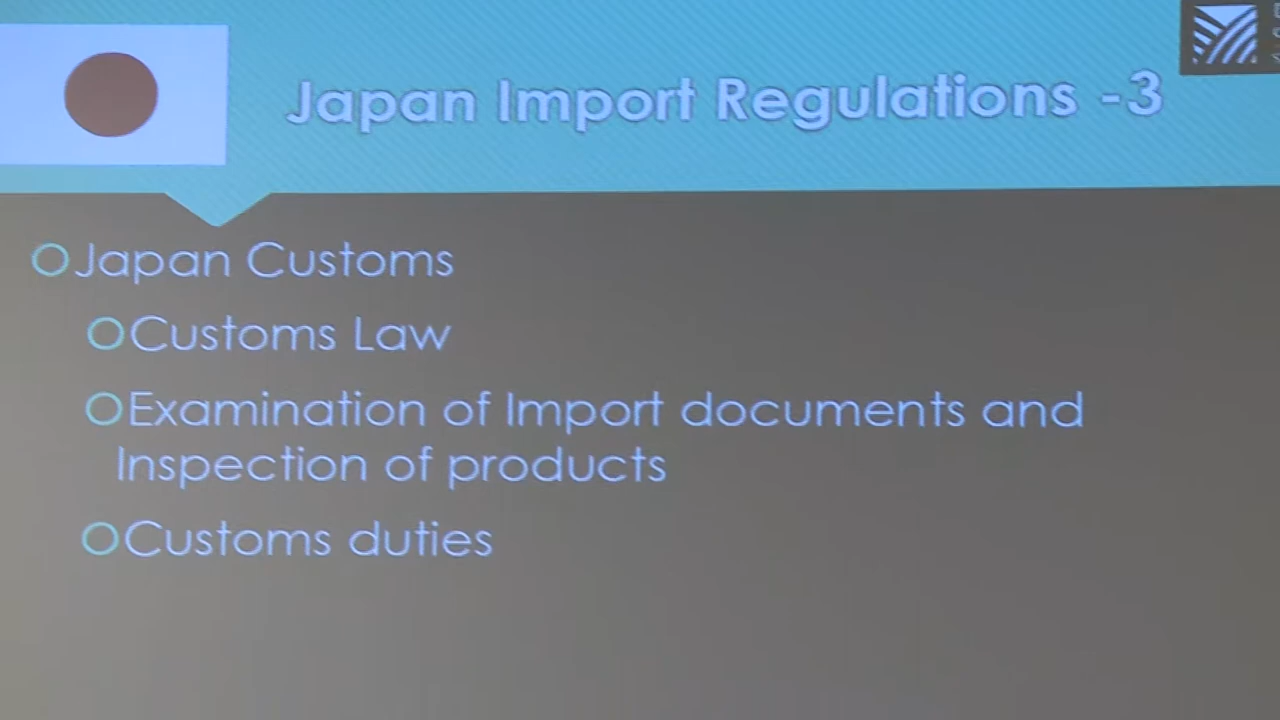 Japan Import Regulations -3
Japan Customs
Customs Law
Examination of Import documents and
Inspection of products
Customs duties